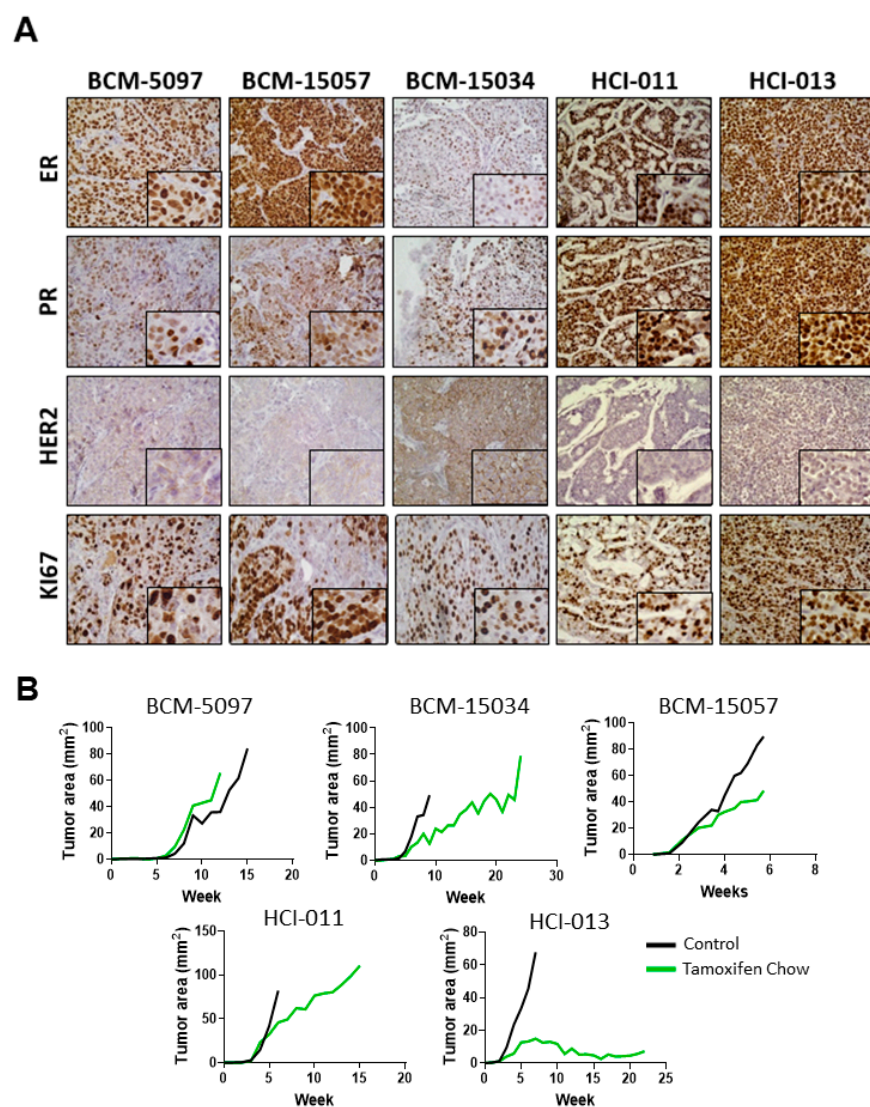 A
BCM-5097 BCM-15057 BCM-15034 HCI-011 HCI-013
ER
PR
HER2
KI67
B
BCM-5097
Tumor area (mm²)
100
80
60
40
20
0
0 5 10 15 20
Week
BCM-15034
Tumor area (mm²)
100
80
60
40
20
0
0 10 20 30
Week
BCM-15057
Tumor area (mm²)
100
80
60
40
20
0
0 2 4 6 8
Weeks
HCI-011
Tumor area (mm²)
150
100
50
0
0 5 10 15 20
Week
HCI-013
Tumor area (mm²)
80
60
40
20
0
0 5 10 15 20 25
Week
Control
Tamoxifen Chow